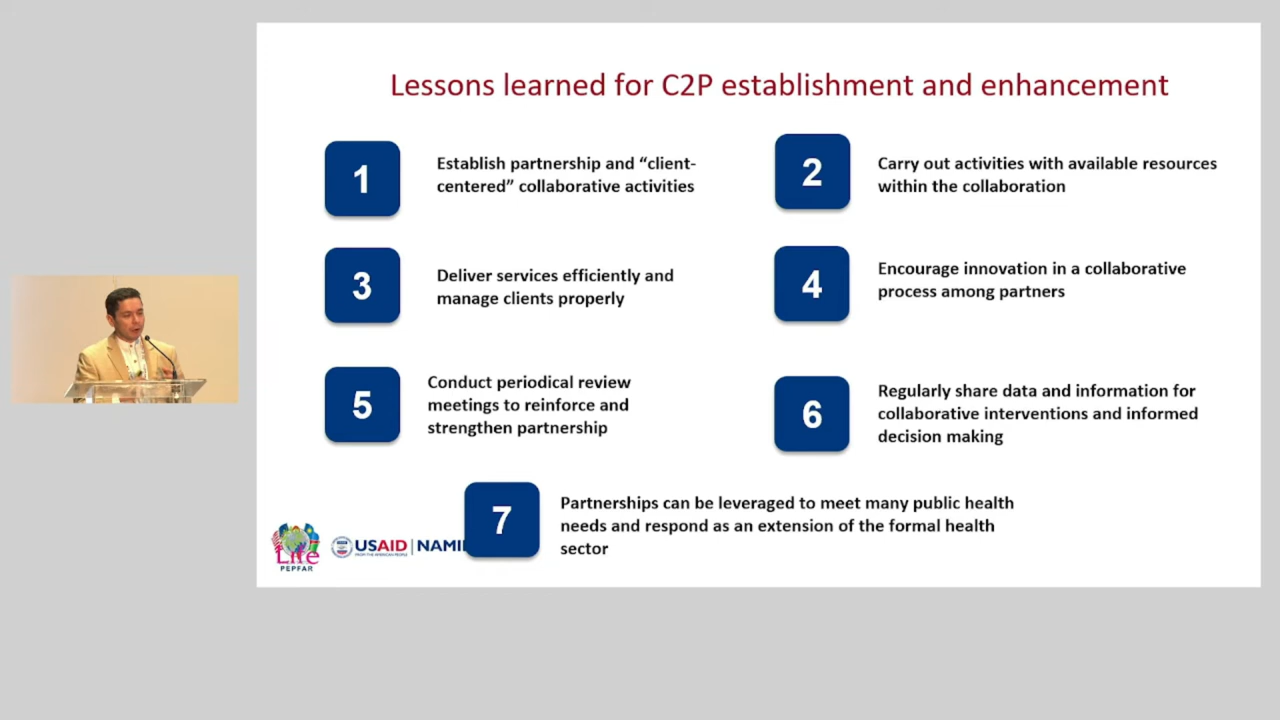 Lessons learned for C2P establishment and enhancement
1
Establish partnership and “client-
centered” collaborative activities
2
Carry out activities with available resources
within the collaboration
3
Deliver services efficiently and
manage clients properly
4
Encourage innovation in a collaborative
process among partners
5
Conduct periodical review
meetings to reinforce and
strengthen partnership
6
Regularly share data and information for
collaborative interventions and informed
decision making
7
Partnerships can be leveraged to meet many public health
needs and respond as an extension of the formal health
sector
Life
PEPFAR
USAID
FROM THE AMERICAN PEOPLE
NAMI